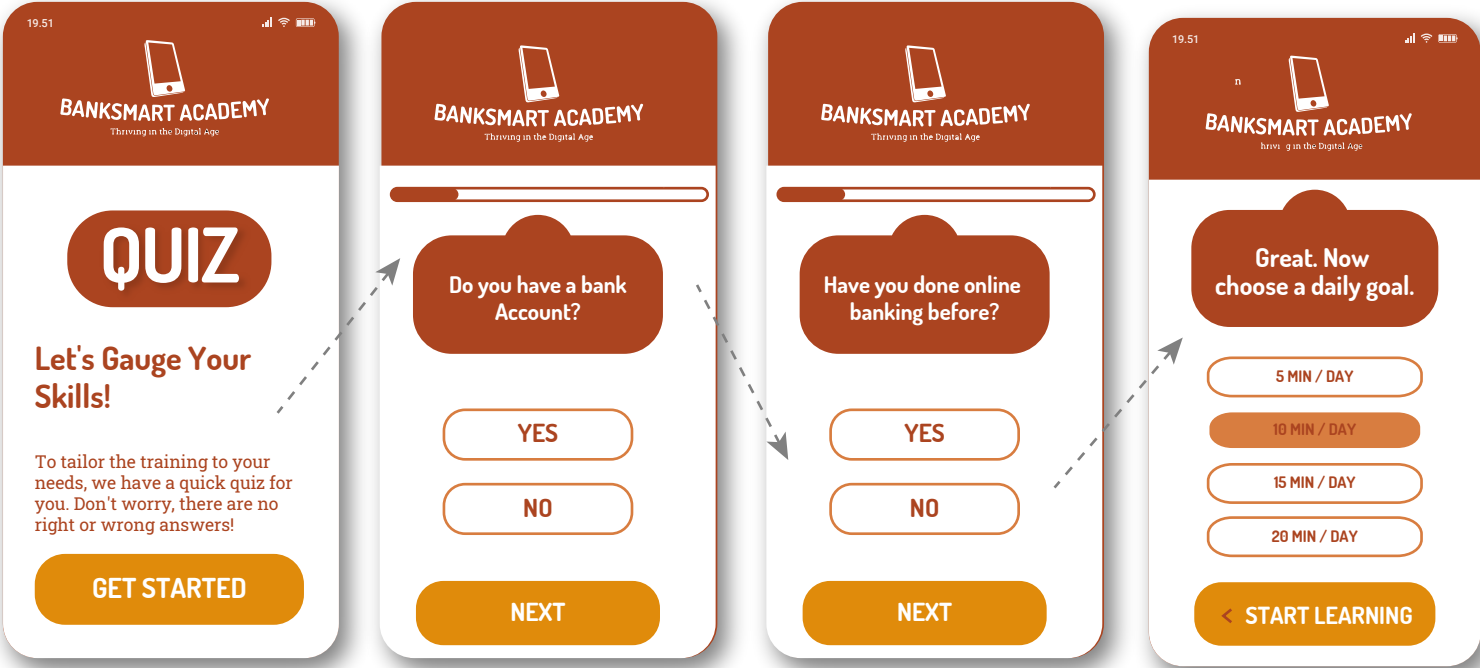 19.51
BANKSMART ACADEMY
Thriving in the Digital Age
QUIZ
Let's Gauge Your
Skills!
To tailor the training to your
needs, we have a quick quiz for
you. Don't worry, there are no
right or wrong answers!
GET STARTED
BANKSMART ACADEMY
Thriving in the Digital Age
Do you have a bank
Account?
YES
NO
NEXT
BANKSMART ACADEMY
Thriving in the Digital Age
Have you done online
banking before?
YES
NO
NEXT
19.51
n
BANKSMART ACADEMY
hrivi g in the Digital Age
Great. Now
choose a daily goal.
5 MIN / DAY
10 MIN / DAY
15 MIN / DAY
20 MIN / DAY
< START LEARNING